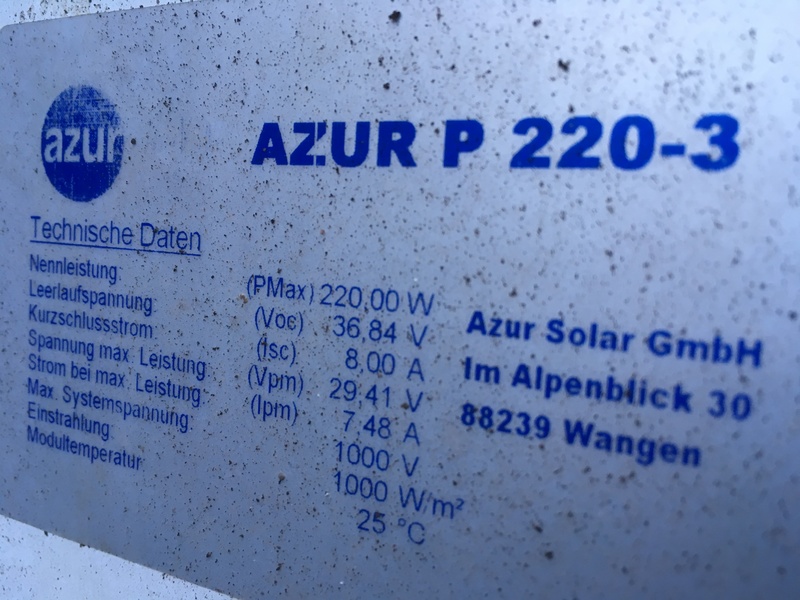 azur
AZUR P 220-3
Technische Daten
Nennleistung: (PMax) 220,00 W
Leerlaufspannung: (Voc) 36,84 V
Kurzschlussstrom: (Isc) 8,00 A
Spannung max. Leistung: (Vpm) 29,41 V
Strom bei max. Leistung: (Ipm) 7,48 A
Max. Systemspannung: 1000 V
Einstrahlung: 1000 W/m²
Modultemperatur: 25 °C
Azur Solar GmbH
Im Alpenblick 30
88239 Wangen